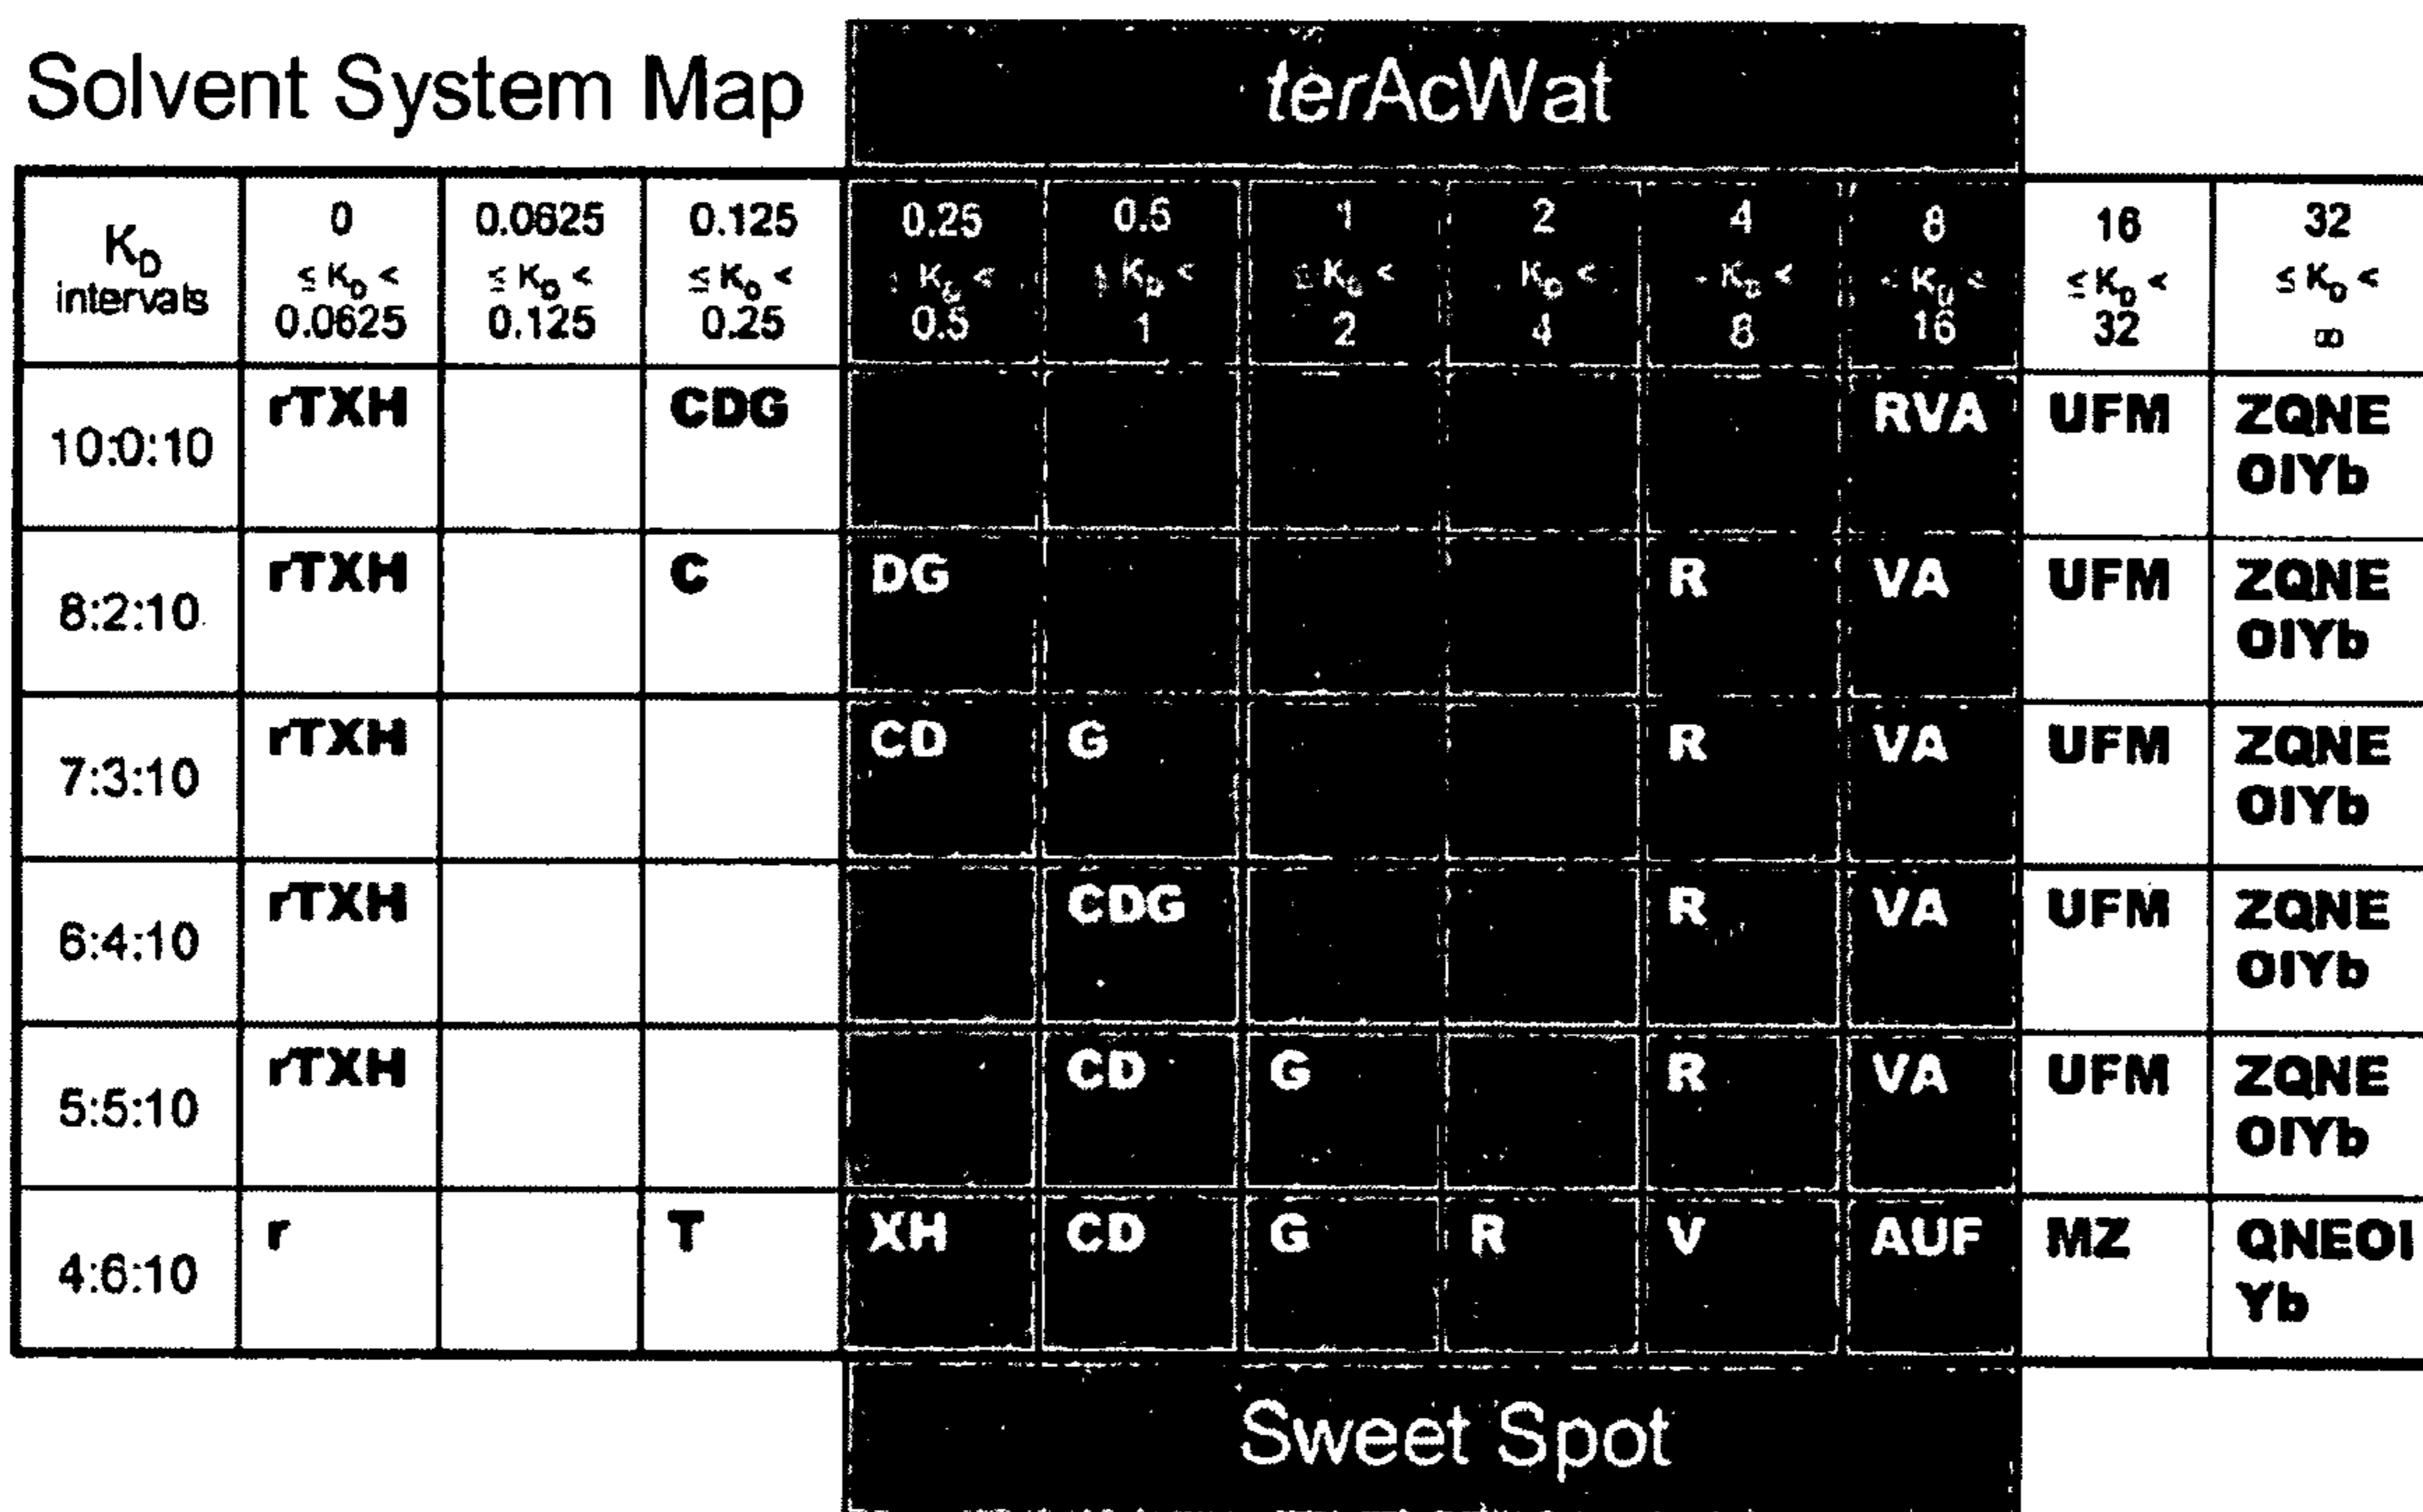 Solvent System Map
terAcWat
K_D intervals | 0 ≤ K_D < 0.0625 | 0.0625 ≤ K_D < 0.125 | 0.125 ≤ K_D < 0.25 | 0.25 K_D < 0.5 | 0.5 ≤ K_D < 1 | 1 ≤ K_D < 2 | 2 K_D < 4 | 4 K_D < 8 | 8 K_D < 16 | 16 ≤ K_D < 32 | 32 ≤ K_D < ∞
10:0:10 | rTXH | | CDG | | | | | | RVA | UFM | ZQNE OIYb
8:2:10 | rTXH | | C | DG | | | | R | VA | UFM | ZQNE OIYb
7:3:10 | rTXH | | | CD | G | | | R | VA | UFM | ZQNE OIYb
6:4:10 | rTXH | | | | CDG | | | R | VA | UFM | ZQNE OIYb
5:5:10 | rTXH | | | | CD | G | | R | VA | UFM | ZQNE OIYb
4:6:10 | r | | T | XH | CD | G | R | V | AUF | MZ | QNEOI Yb
Sweet Spot